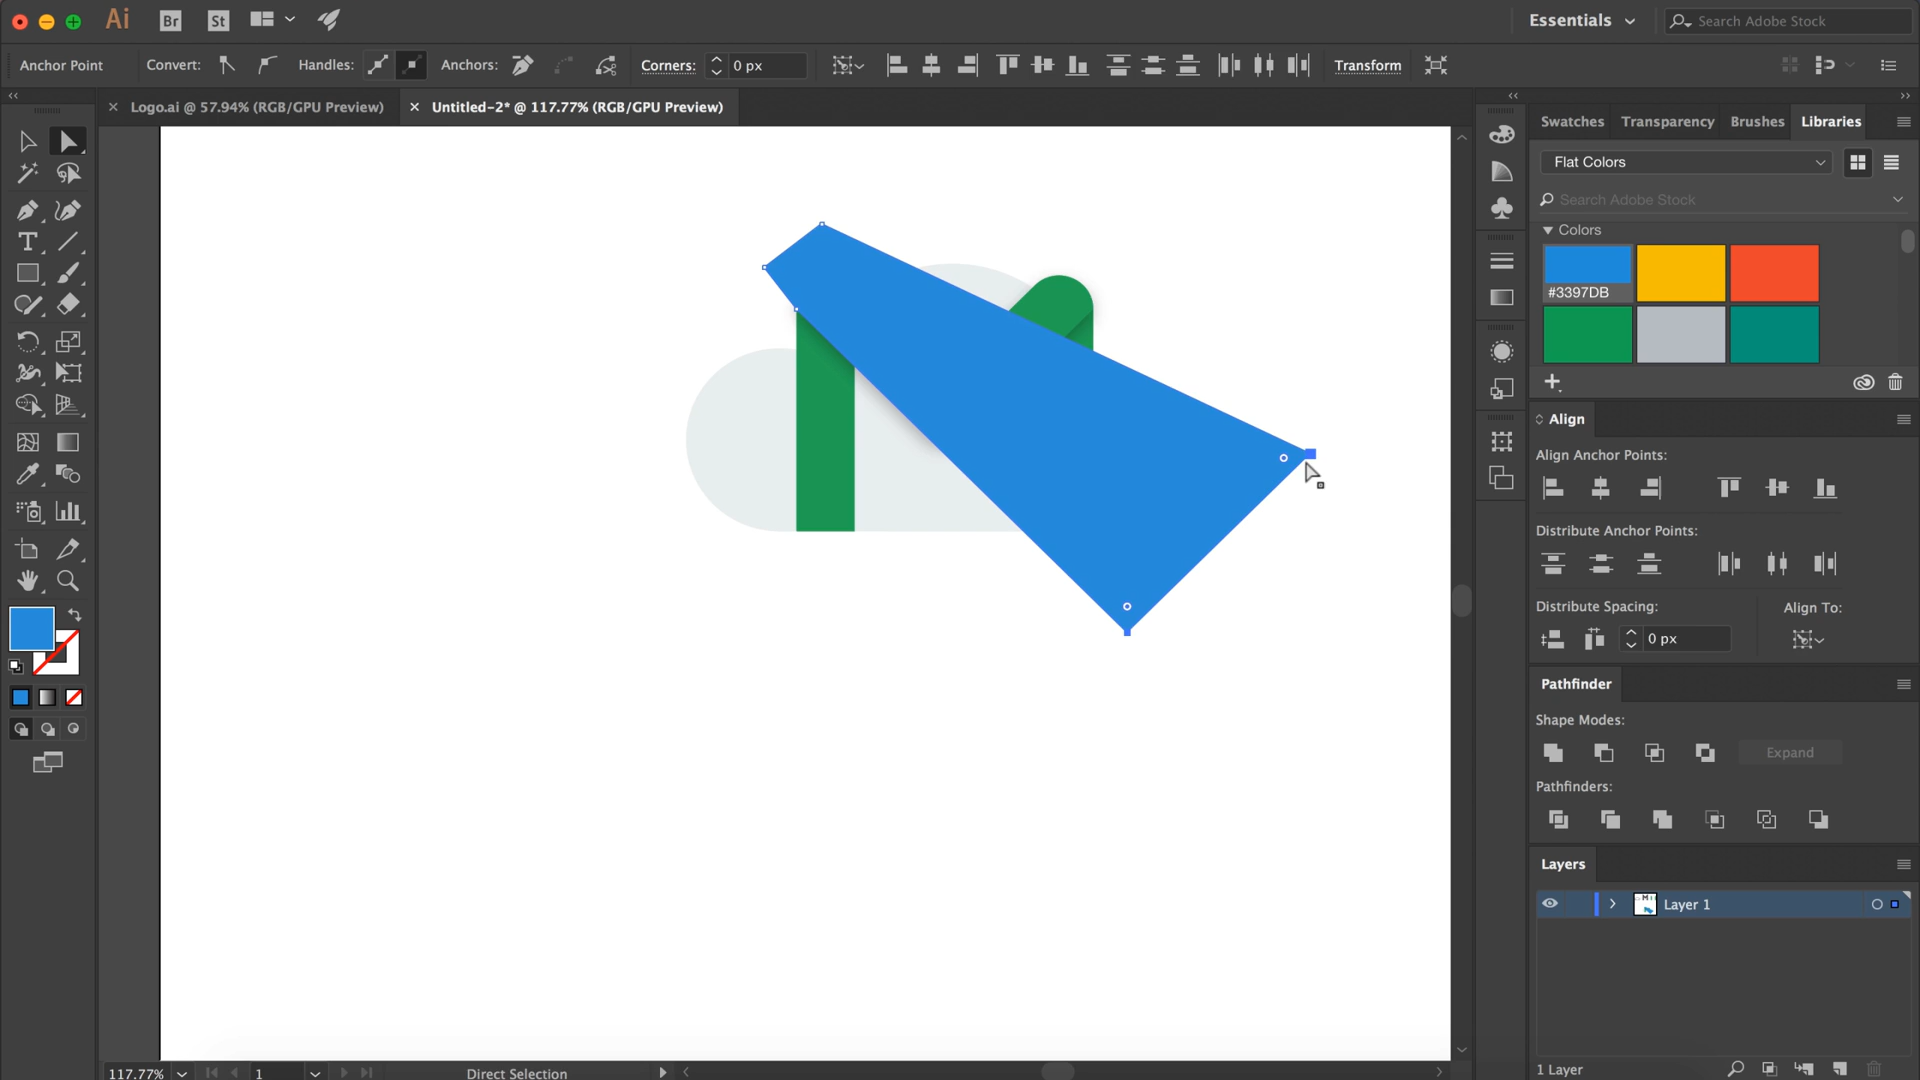 Ai Br St Essentials Search Adobe Stock
Anchor Point Convert: Handles: Anchors: Corners: 0 px Transform
Logo.ai @ 57.94% (RGB/GPU Preview) Untitled-2* @ 117.77% (RGB/GPU Preview)
Swatches Transparency Brushes Libraries
Flat Colors
Search Adobe Stock
Colors
#3397DB
Align
Align Anchor Points:
Distribute Anchor Points:
Distribute Spacing: Align To:
0 px
Pathfinder
Shape Modes:
Expand
Pathfinders:
Layers
Layer 1
1 Layer
117.77% 1 Direct Selection